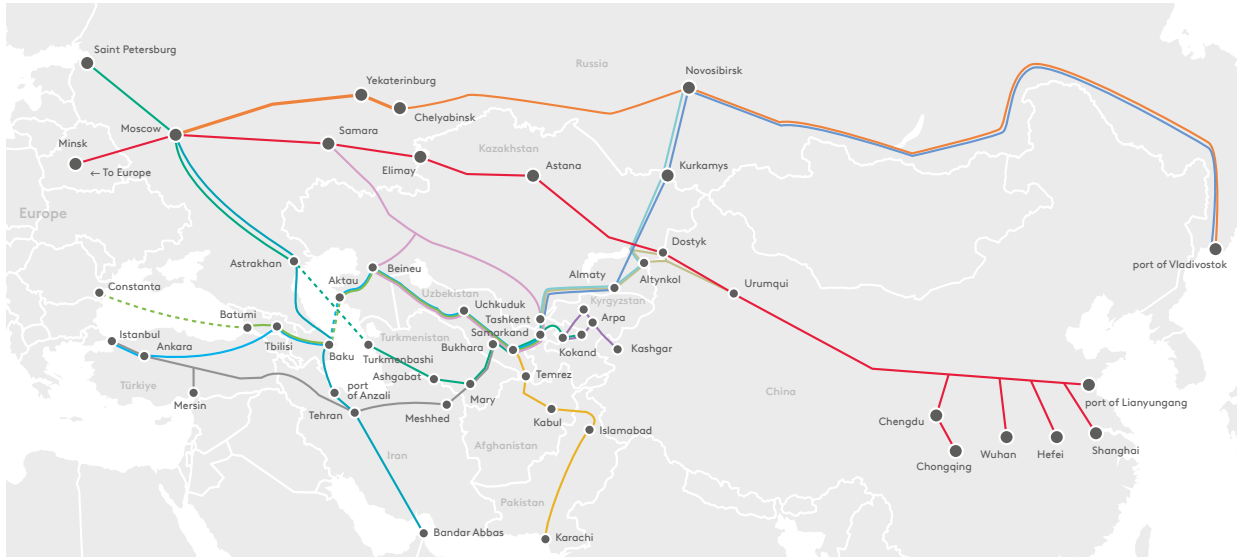 Saint Petersburg
Russia
Novosibirsk
Yekaterinburg
Chelyabinsk
Moscow
Samara
Minsk
← To Europe
Kazakhstan
Elimay
Astana
Kurkamys
Europe
Dostyk
Astrakhan
Beineu
Almaty
Altynkol
port of Vladivostok
Aktau
Urumqi
Constanta
Uzbekistan
Uchkuduk
Kyrgyzstan
Batumi
Tashkent
Arpa
Istanbul
Turkmenistan
Samarkand
Ankara
Tbilisi
Baku
Bukhara
Kokand
Kashgar
Turkmenbashi
Türkiye
Ashgabat
Temrez
port
of Anzali
Mary
China
Mersin
Tehran
Meshhed
Kabul
port of Lianyungang
Chengdu
Islamabad
Afghanistan
Iran
Wuhan
Hefei
Shanghai
Chongqing
Pakistan
Bandar Abbas
Karachi